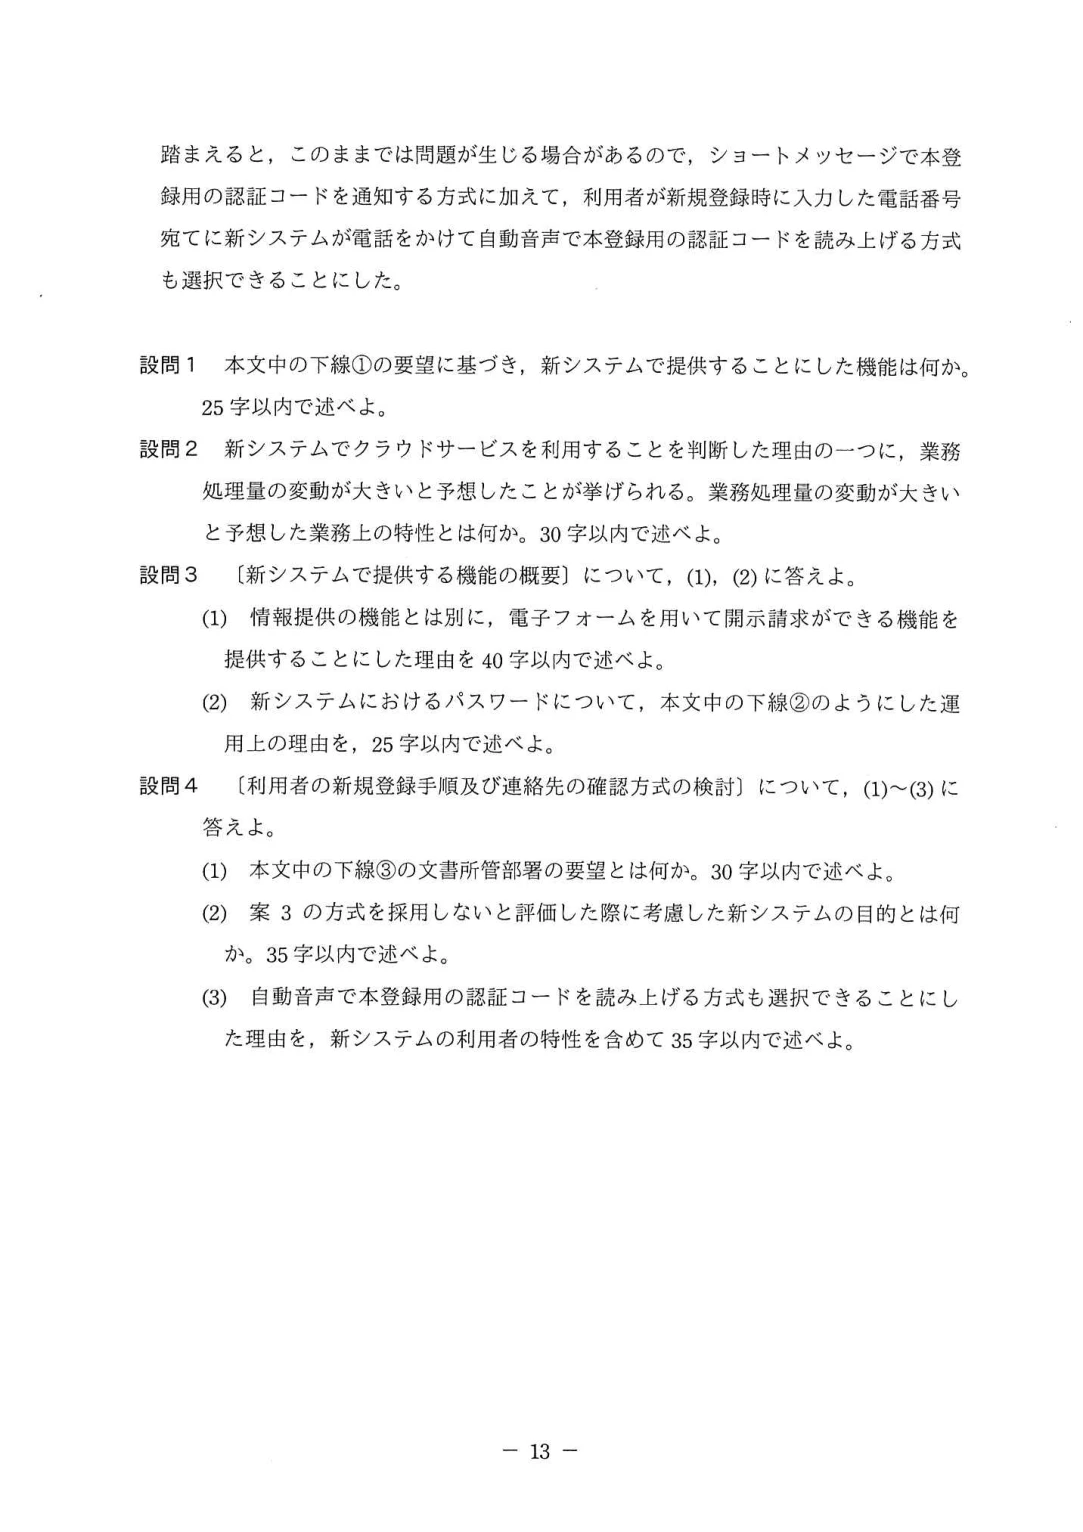 踏まえると，このままでは問題が生じる場合があるので，ショートメッセージで本登
録用の認証コードを通知する方式に加えて，利用者が新規登録時に入力した電話番号
宛てに新システムが電話をかけて自動音声で本登録用の認証コードを読み上げる方式
も選択できることにした。
設問1　本文中の下線①の要望に基づき，新システムで提供することにした機能は何か。
25 字以内で述べよ。
設問2　新システムでクラウドサービスを利用することを判断した理由の一つに，業務
処理量の変動が大きいと予想したことが挙げられる。業務処理量の変動が大きい
と予想した業務上の特性とは何か。30 字以内で述べよ。
設問3　〔新システムで提供する機能の概要〕について，(1)，(2) に答えよ。
(1)　情報提供の機能とは別に，電子フォームを用いて開示請求ができる機能を
提供することにした理由を 40 字以内で述べよ。
(2)　新システムにおけるパスワードについて，本文中の下線②のようにした運
用上の理由を，25 字以内で述べよ。
設問4　〔利用者の新規登録手順及び連絡先の確認方式の検討〕について，(1)～(3) に
答えよ。
(1)　本文中の下線③の文書所管部署の要望とは何か。30 字以内で述べよ。
(2)　案 3 の方式を採用しないと評価した際に考慮した新システムの目的とは何
か。35 字以内で述べよ。
(3)　自動音声で本登録用の認証コードを読み上げる方式も選択できることにし
た理由を，新システムの利用者の特性を含めて 35 字以内で述べよ。
－ 13 －